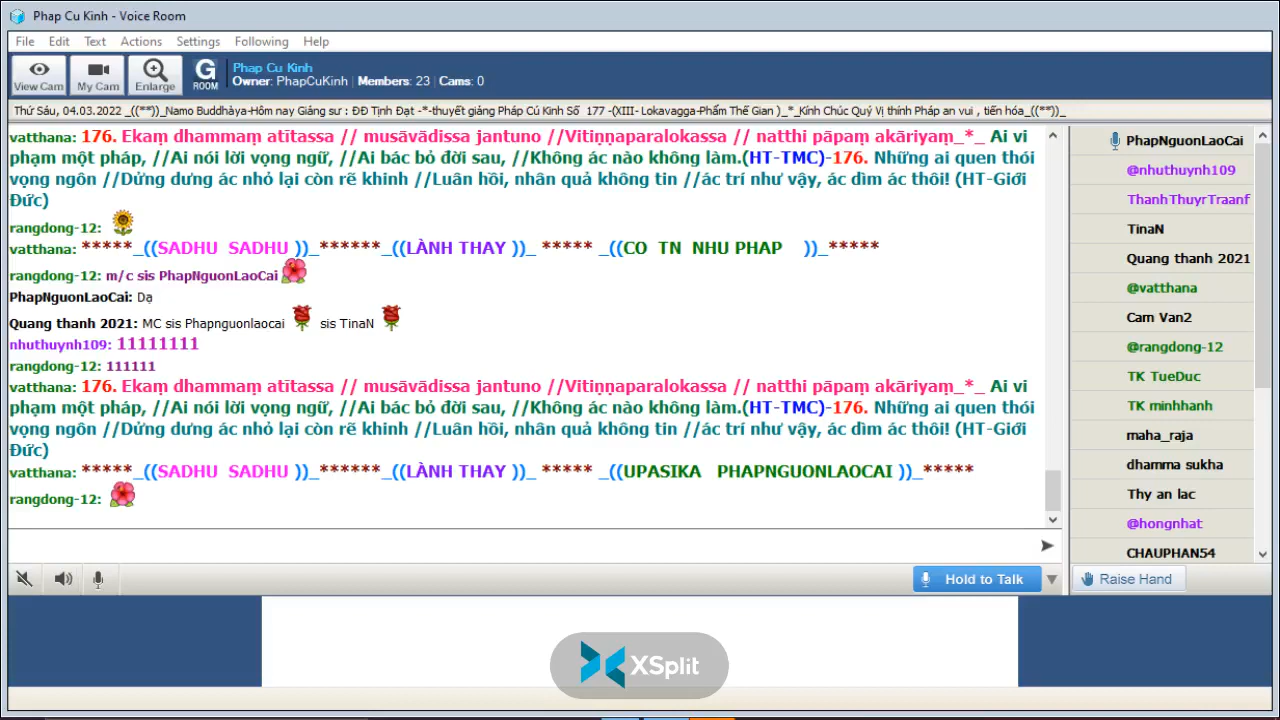 Phap Cu Kinh - Voice Room
File Edit Text Actions Settings Following Help
View Cam My Cam Enlarge G ROOM
Phap Cu Kinh
Owner: PhapCuKinh | Members: 23 | Cams: 0
Thứ Sáu, 04.03.2022 _((**))_Namo Buddhàya-Hôm nay Giảng sư : ĐĐ Tịnh Đạt -*-thuyết giảng Pháp Cú Kinh Số 177 -(XIII- Lokavagga-Phẩm Thế Gian )_*_Kính Chúc Quý Vị thính Pháp an vui , tiến hóa_((**))_
vatthana: 176. Ekaṃ dhammaṃ atītassa // musāvādissa jantuno //Vitiṇṇaparalokassa // natthi pāpaṃ akāriyaṃ_*_ Ai vi
phạm một pháp, //Ai nói lời vọng ngữ, //Ai bác bỏ đời sau, //Không ác nào không làm.(HT-TMC)-176. Những ai quen thói
vọng ngôn //Dửng dưng ác nhỏ lại còn rẽ khinh //Luân hồi, nhân quả không tin //ác trí như vậy, ác dìm ác thôi! (HT-Giới
Đức)
rangdong-12:
vatthana: *****_((SADHU SADHU ))_******_((LÀNH THAY ))_ ***** _((CO TN NHU PHAP ))_*****
rangdong-12: m/c sis PhapNguonLaoCai
PhapNguonLaoCai: Dạ
Quang thanh 2021: MC sis Phapnguonlaocai sis TinaN
nhuthuynh109: 11111111
rangdong-12: 111111
vatthana: 176. Ekaṃ dhammaṃ atītassa // musāvādissa jantuno //Vitiṇṇaparalokassa // natthi pāpaṃ akāriyaṃ_*_ Ai vi
phạm một pháp, //Ai nói lời vọng ngữ, //Ai bác bỏ đời sau, //Không ác nào không làm.(HT-TMC)-176. Những ai quen thói
vọng ngôn //Dửng dưng ác nhỏ lại còn rẽ khinh //Luân hồi, nhân quả không tin //ác trí như vậy, ác dìm ác thôi! (HT-Giới
Đức)
vatthana: *****_((SADHU SADHU ))_******_((LÀNH THAY ))_ ***** _((UPASIKA PHAPNGUONLAOCAI ))_*****
rangdong-12:
Hold to Talk
PhapNguonLaoCai
@nhuthuynh109
ThanhThuyrTraanf
TinaN
Quang thanh 2021
@vatthana
Cam Van2
@rangdong-12
TK TueDuc
TK minhhanh
maha_raja
dhamma sukha
Thy an lac
@hongnhat
CHAUPHAN54
Raise Hand
XSplit